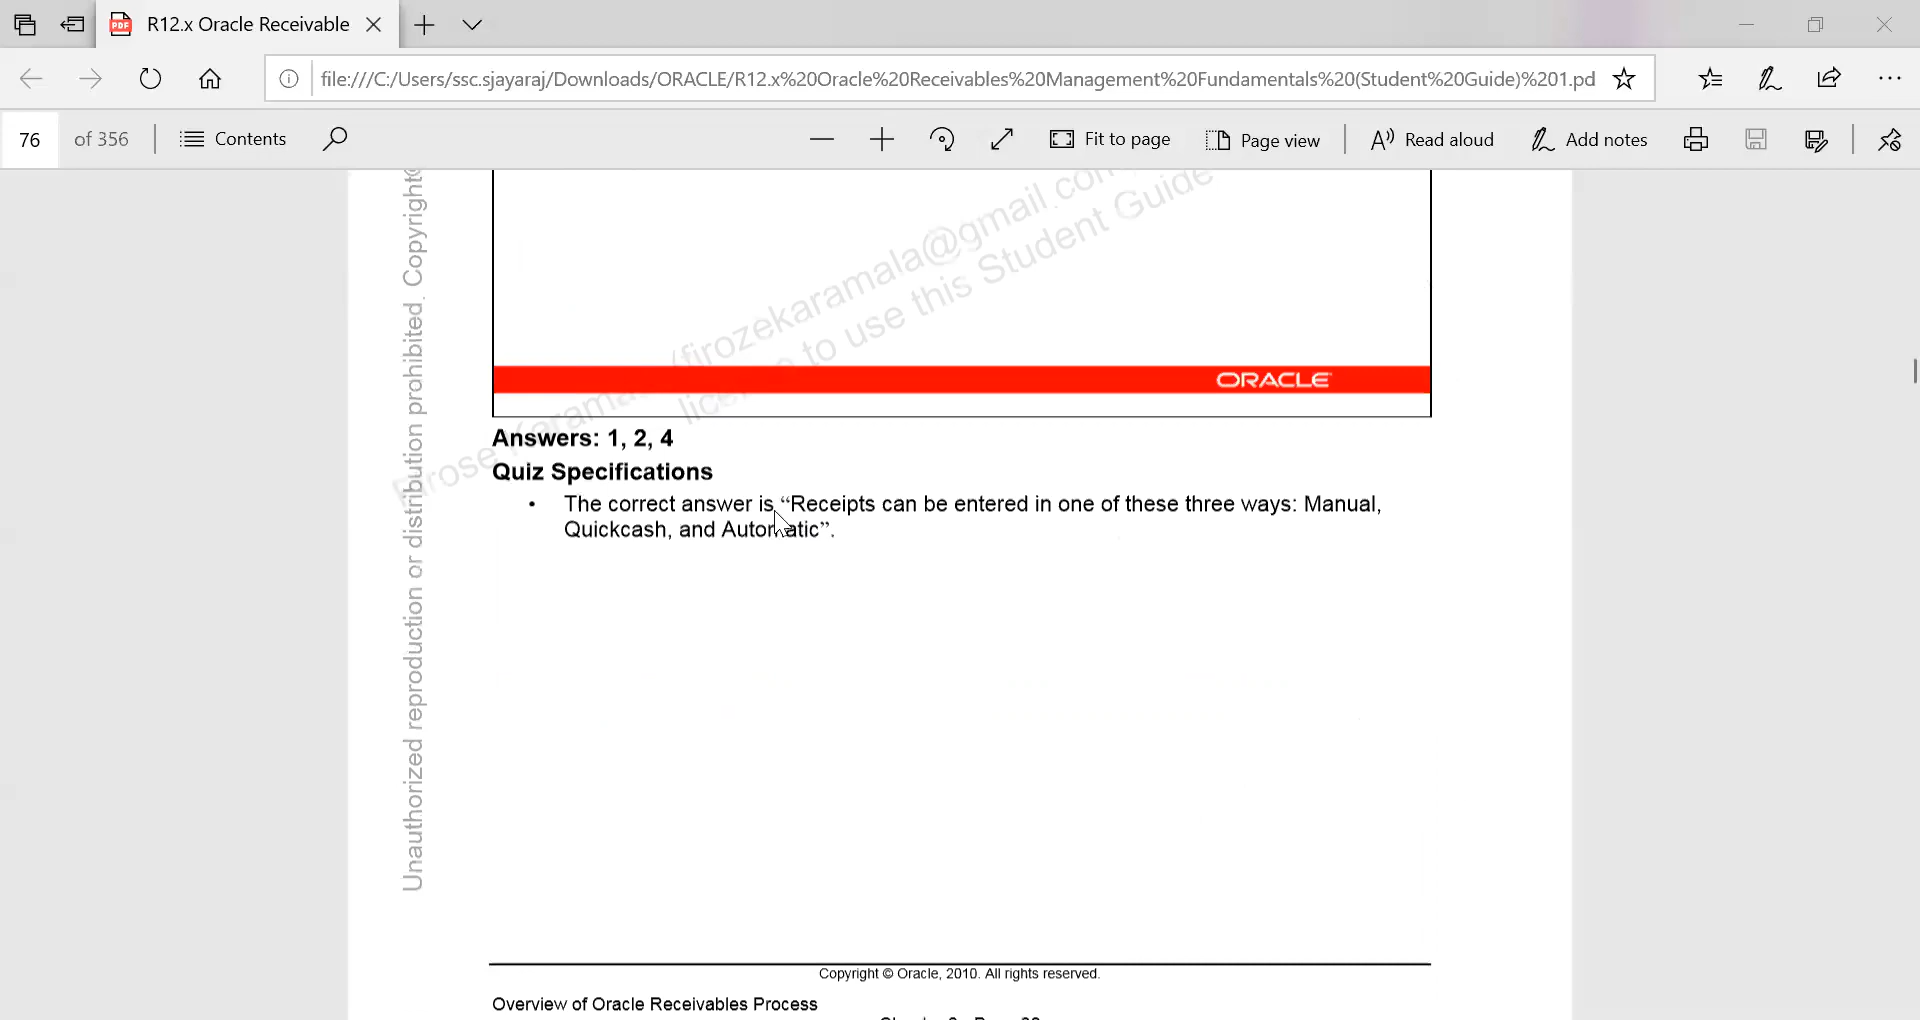 R12.x Oracle Receivable
file:///C:/Users/ssc.sjayaraj/Downloads/ORACLE/R12.x%20Oracle%20Receivables%20Management%20Fundamentals%20(Student%20Guide)%201.pd
76 of 356 Contents Fit to page Page view Read aloud Add notes
Unauthorized reproduction or distribution prohibited. Copyright©
(firozekaramala@gmail.com
to use this Student Guide
ORACLE
Answers: 1, 2, 4
Quiz Specifications
• The correct answer is “Receipts can be entered in one of these three ways: Manual,
Quickcash, and Automatic”.
Copyright © Oracle, 2010. All rights reserved.
Overview of Oracle Receivables Process